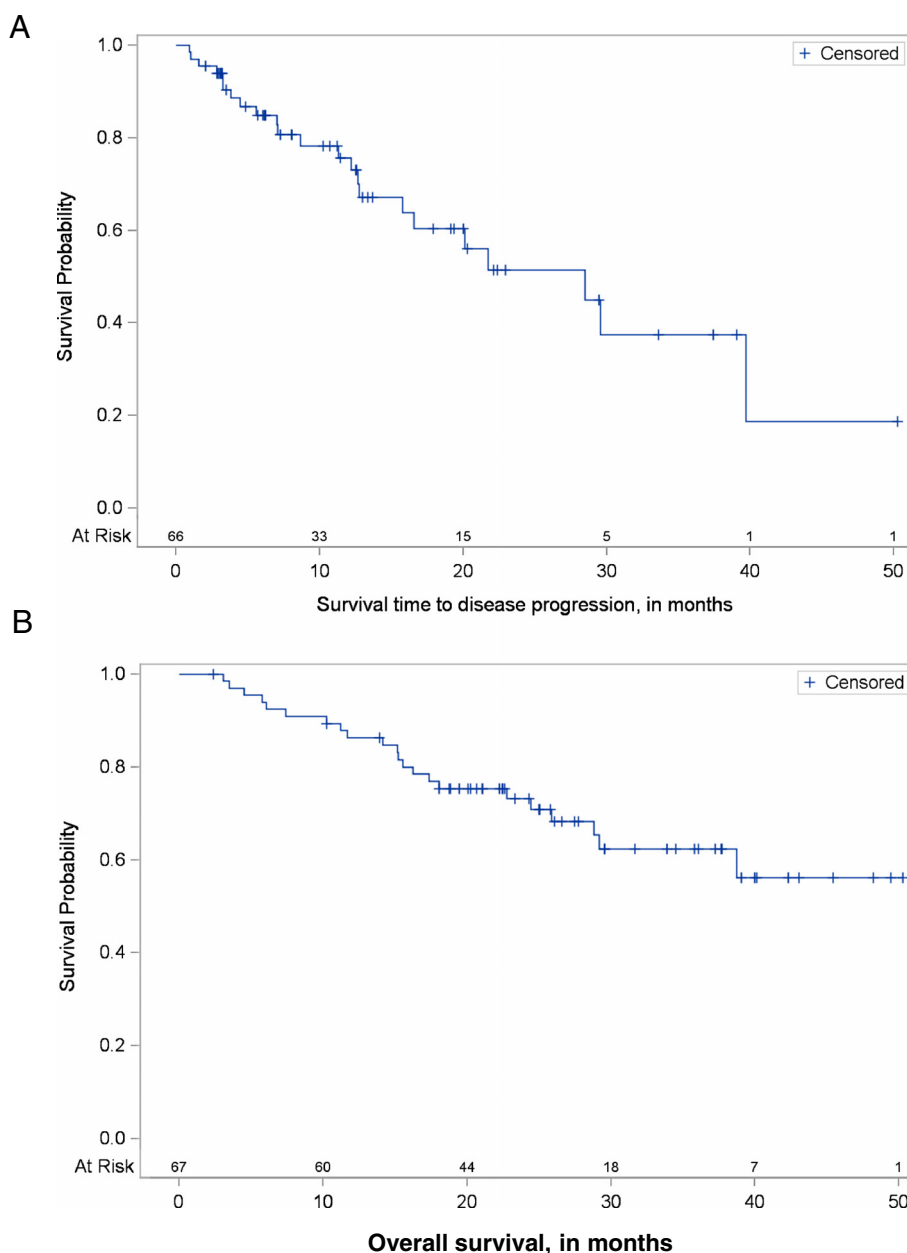 A
1.0
+ Censored
0.8
0.6
0.4
0.2
0.0
Survival Probability
At Risk 66 33 15 5 1 1
0 10 20 30 40 50
Survival time to disease progression, in months
B
1.0
+ Censored
0.8
0.6
0.4
0.2
0.0
Survival Probability
At Risk 67 60 44 18 7 1
0 10 20 30 40 50
Overall survival, in months